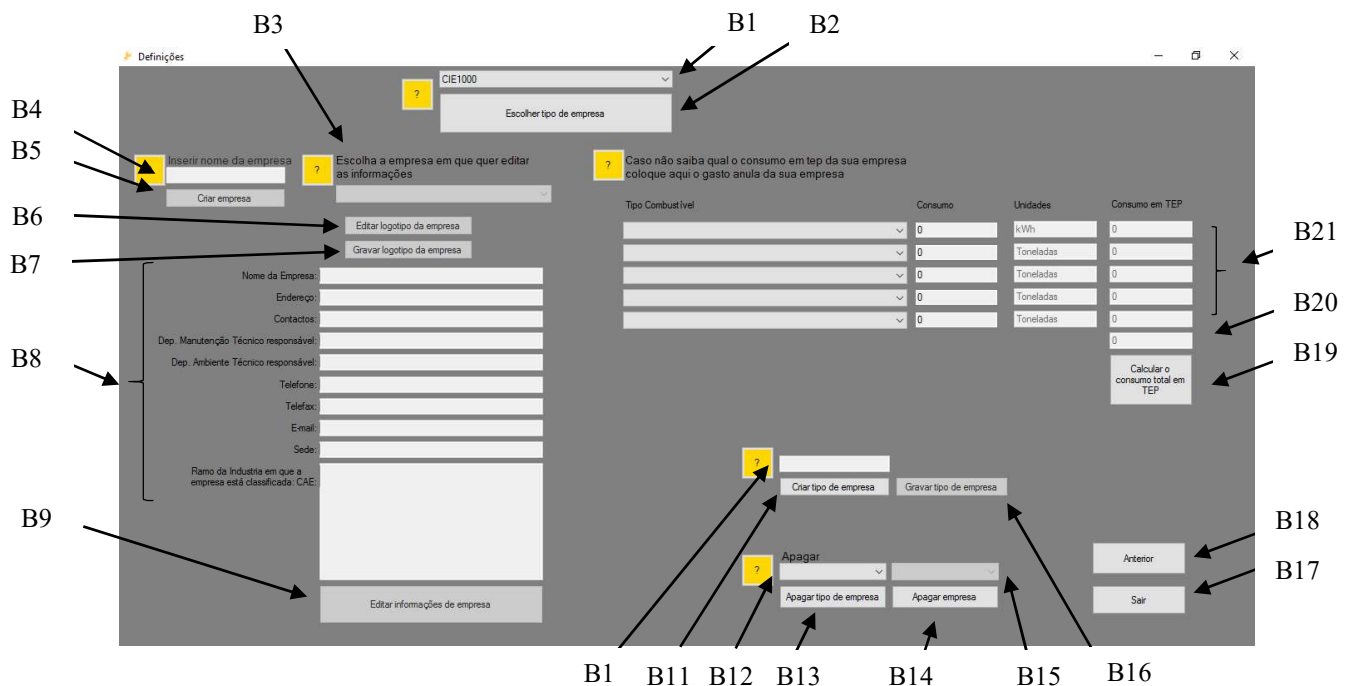 B3
B1
B2
Definições
CIE1000
?
Escolher tipo de empresa
B4
B5
Inserir nome da empresa
Criar empresa
?
Escolha a empresa em que quer editar
as informações
?
Caso não saiba qual o consumo em tep da sua empresa
coloque aqui o gasto anula da sua empresa
B6
Editar logotipo da empresa
B7
Gravar logotipo da empresa
B8
Nome da Empresa:
Endereço:
Contactos:
Dep. Manutenção Técnico responsável:
Dep. Ambiente Técnico responsável:
Telefone:
Telefax:
E-mail:
Sede:
Ramo da Industria em que a
empresa está classificada: CAE:
B9
Editar informações de empresa
Tipo Combustível Consumo Unidades Consumo em TEP
0 kWh 0
0 Toneladas 0
0 Toneladas 0
0 Toneladas 0
0 Toneladas 0
0
B21
B20
B19
Calcular o
consumo total em
TEP
?
Criar tipo de empresa Gravar tipo de empresa
?
Apagar
Apagar tipo de empresa Apagar empresa
Anterior
B18
Sair
B17
B1 B11 B12 B13 B14 B15 B16